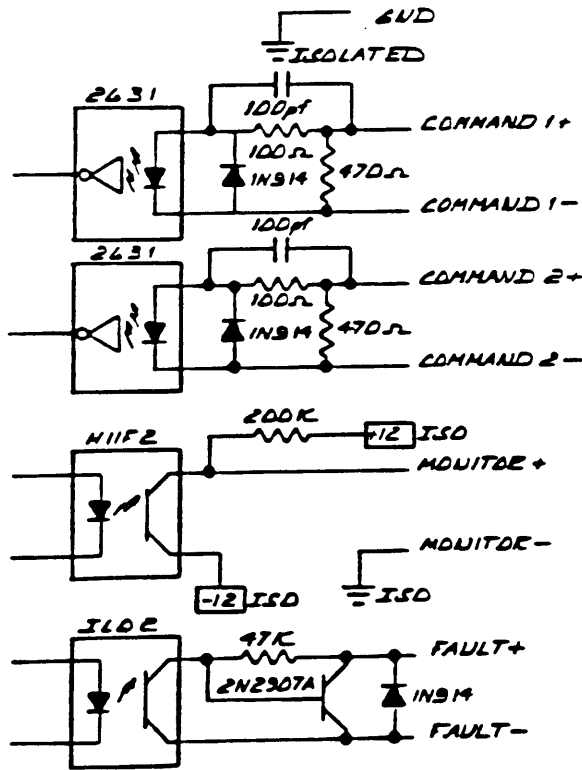 GND
ISOLATED
2631
100pf
100Ω
1N914
470Ω
COMMAND 1+
COMMAND 1-
2631
100pf
100Ω
1N914
470Ω
COMMAND 2+
COMMAND 2-
H11F2
200K
+12 ISO
MONITOR+
MONITOR-
-12 ISO
ISO
ILD2
47K
2N2907A
1N914
FAULT+
FAULT-